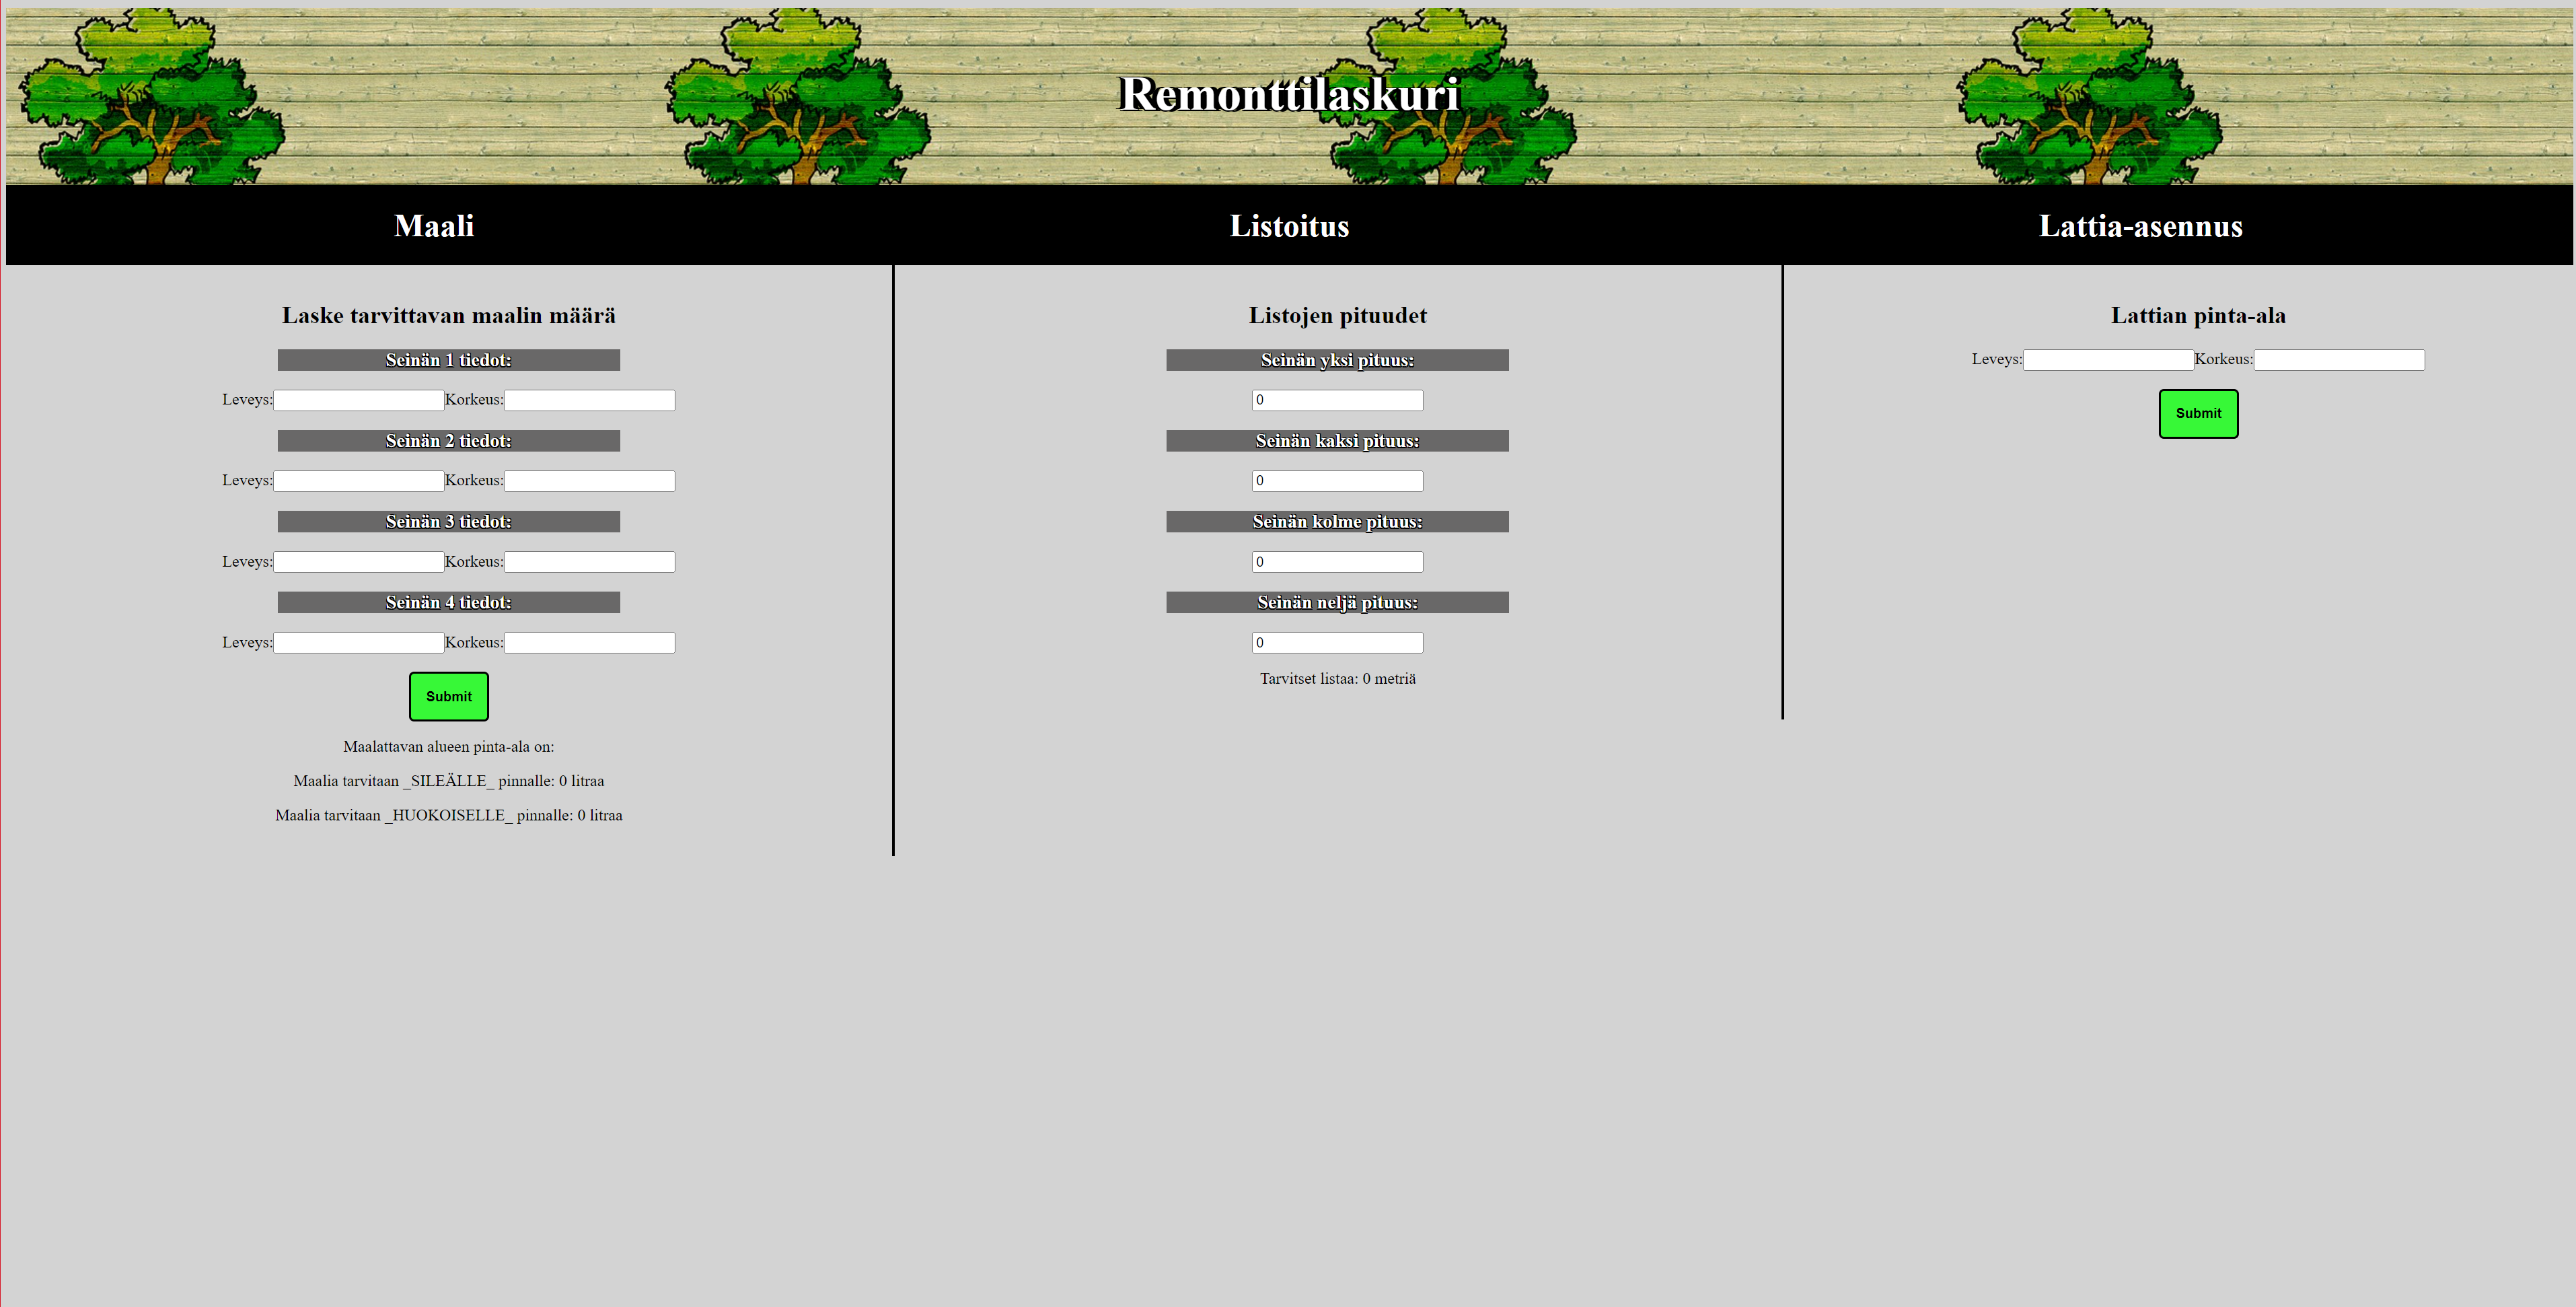 Remonttilaskuri
Maali
Listoitus
Lattia-asennus
Laske tarvittavan maalin määrä
Seinän 1 tiedot:
Leveys: Korkeus:
Seinän 2 tiedot:
Leveys: Korkeus:
Seinän 3 tiedot:
Leveys: Korkeus:
Seinän 4 tiedot:
Leveys: Korkeus:
Submit
Maalattavan alueen pinta-ala on:
Maalia tarvitaan _SILEÄLLE_ pinnalle: 0 litraa
Maalia tarvitaan _HUOKOISELLE_ pinnalle: 0 litraa
Listojen pituudet
Seinän yksi pituus:
0
Seinän kaksi pituus:
0
Seinän kolme pituus:
0
Seinän neljä pituus:
0
Tarvitset listaa: 0 metriä
Lattian pinta-ala
Leveys: Korkeus:
Submit